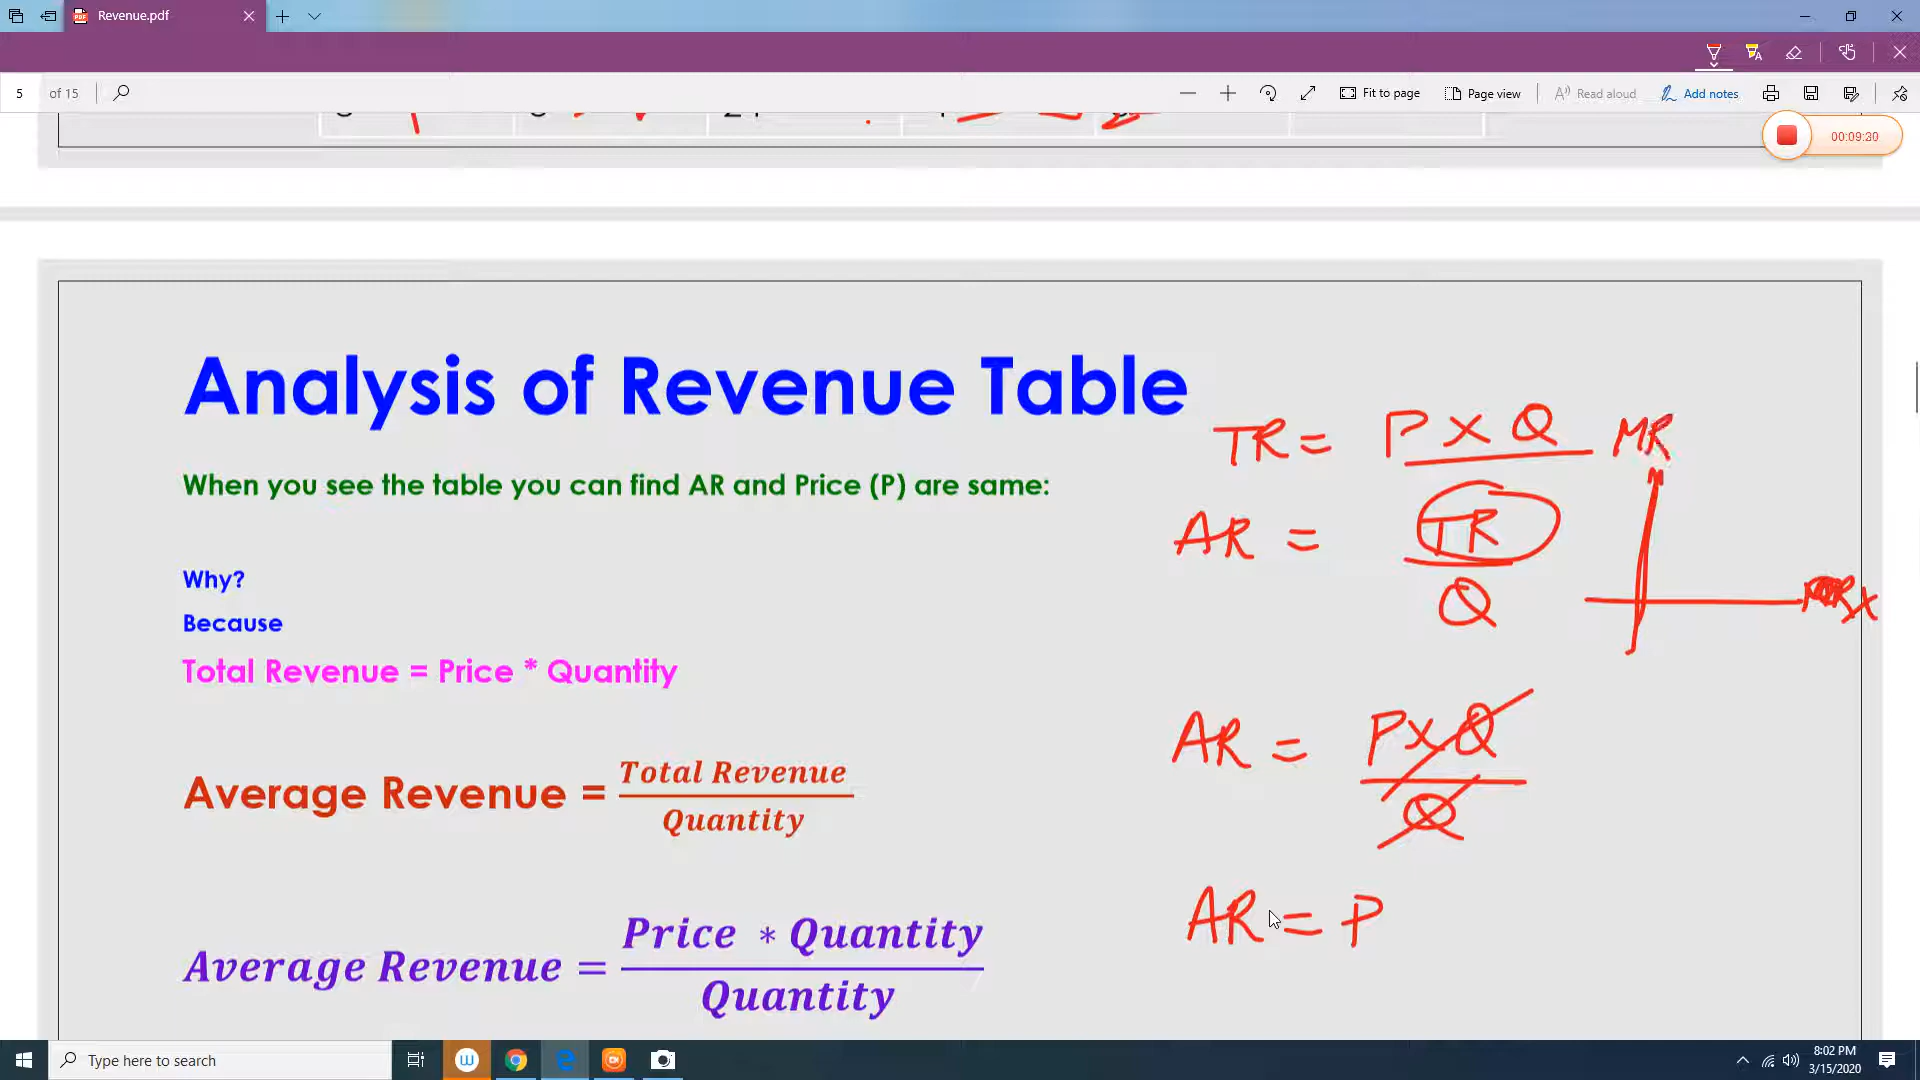 Revenue.pdf
5 of 15
Fit to page
Page view
Read aloud
Add notes
00:09:20
Analysis of Revenue Table
When you see the table you can find AR and Price (P) are same:
Why?
Because
Total Revenue = Price * Quantity
Average Revenue = Total Revenue
Quantity
Average Revenue = Price * Quantity
Quantity
TR = P X Q
MR
AR = TR
Q
X
AR = P X Q
Q
AR = P
Type here to search
8:02 PM
3/15/2020